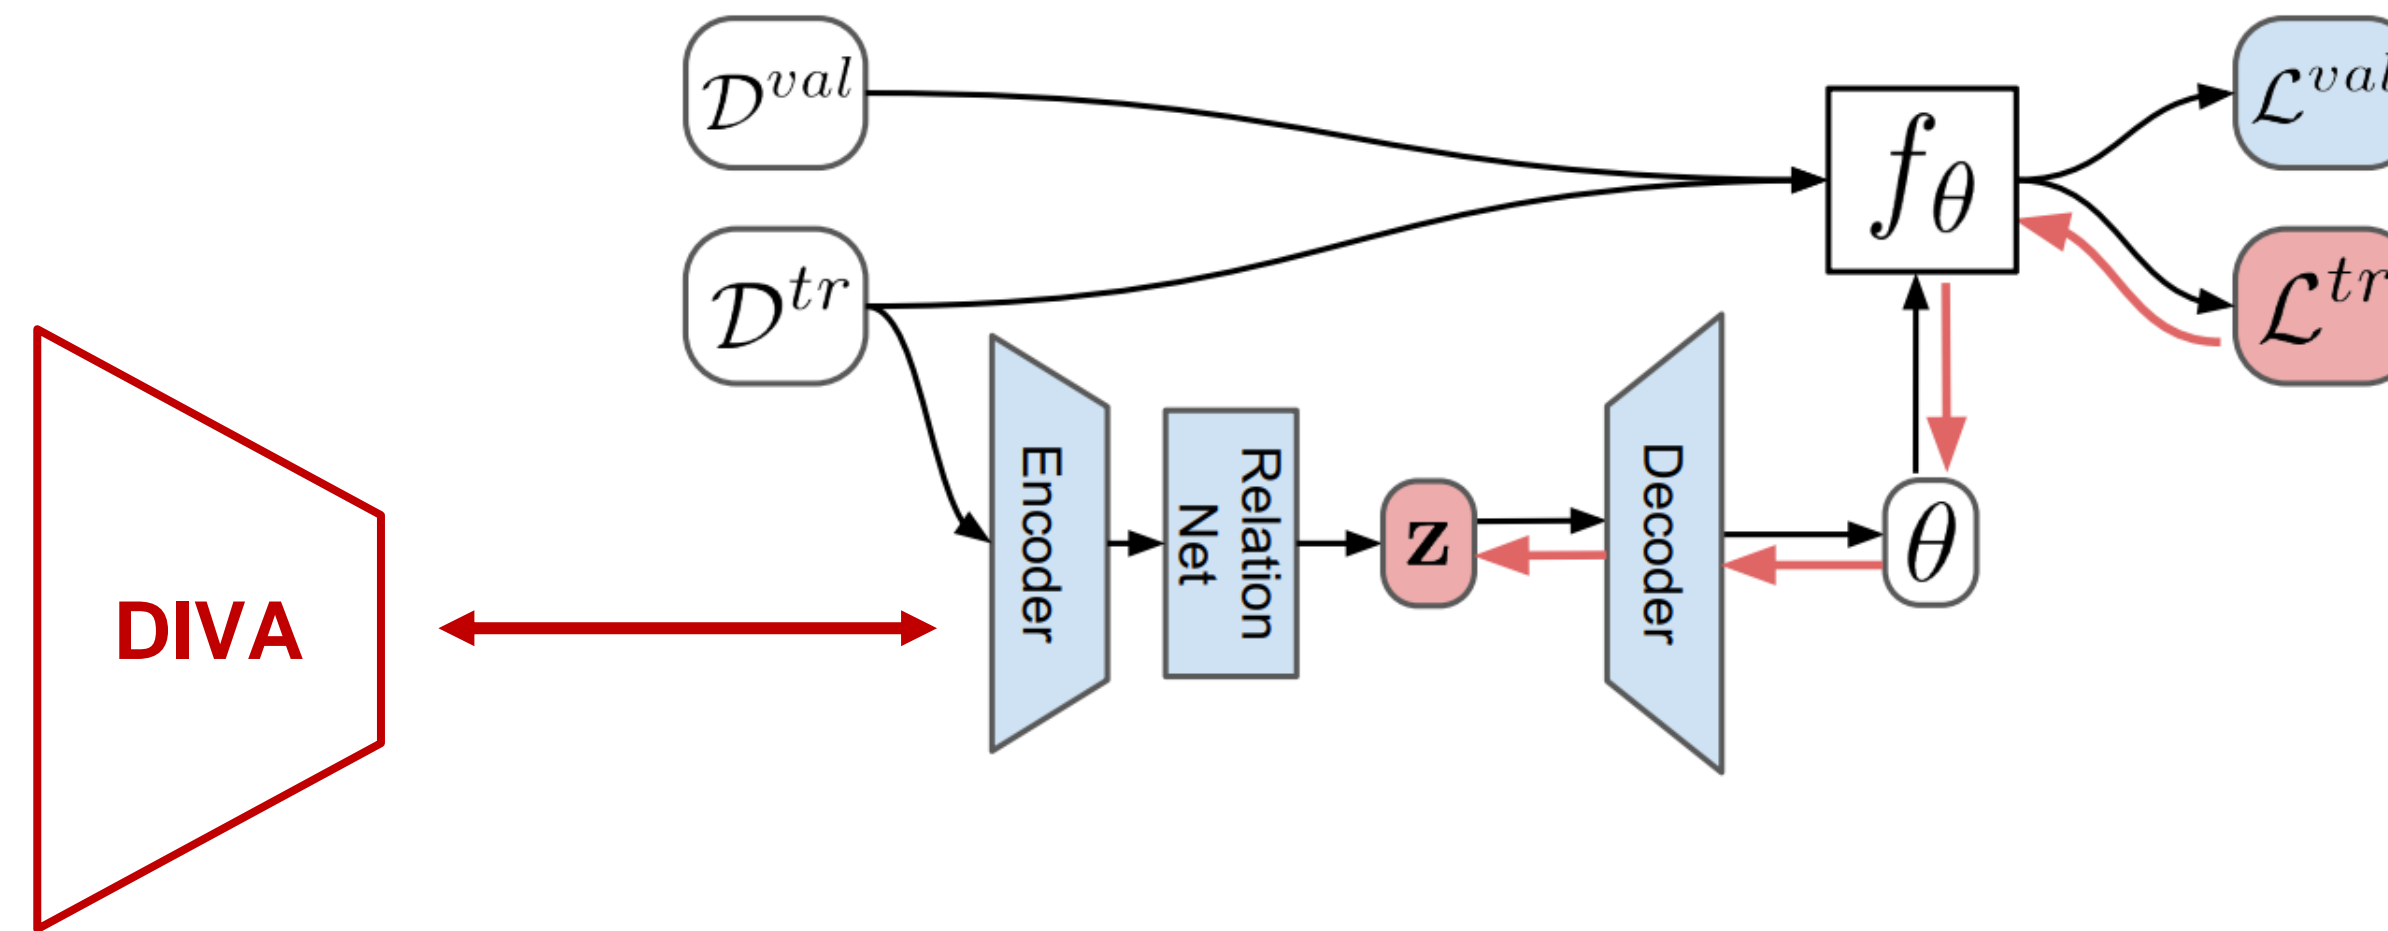 𝒟^{val}
𝒟^{tr}
f_θ
ℒ^{val}
ℒ^{tr}
DIVA
Encoder
Relation
Net
z
Decoder
θ